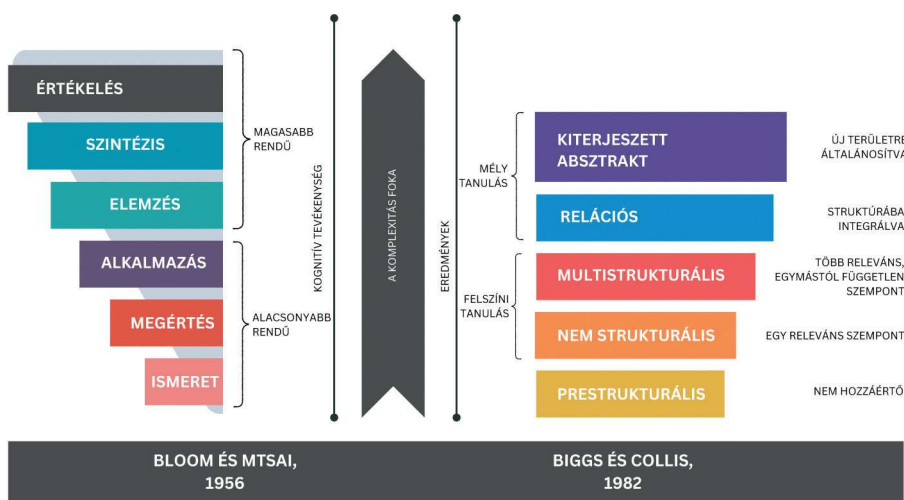 ÉRTÉKELÉS
SZINTÉZIS
ELEMZÉS
MAGASABB
RENDŰ
ALKALMAZÁS
MEGÉRTÉS
ISMERET
ALACSONYABB
RENDŰ
KOGNITÍV TEVÉKENYSÉG
A KOMPLEXITÁS FOKA
EREDMÉNYEK
MÉLY
TANULÁS
KITERJESZETT
ABSZTRAKT
ÚJ TERÜLETRE
ÁLTALÁNOSÍTVA
RELÁCIÓS
STRUKTÚRÁBA
INTEGRÁLVA
FELSZÍNI
TANULÁS
MULTISTRUKTURÁLIS
TÖBB RELEVÁNS,
EGYMÁSTÓL FÜGGETLEN
SZEMPONT
NEM STRUKTURÁLIS
EGY RELEVÁNS SZEMPONT
PRESTRUKTURÁLIS
NEM HOZZÁÉRTŐ
BLOOM ÉS MTSAI,
1956
BIGGS ÉS COLLIS,
1982